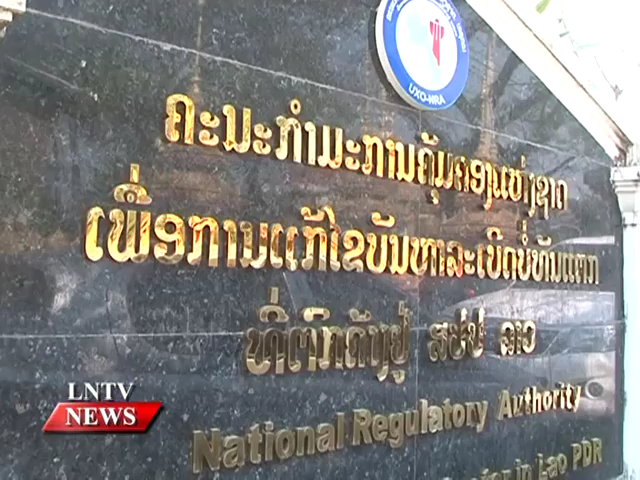 UXO-NRA
ຄະນະກຳມະການຄຸ້ມຄອງແຫ່ງຊາດ
ເພື່ອການແກ້ໄຂບັນຫາລະເບີດບໍ່ທັນແຕກ
ທີ່ຕົກຄ້າງຢູ່ ສປປ ລາວ
National Regulatory Authority
in Lao PDR
LNTV
NEWS